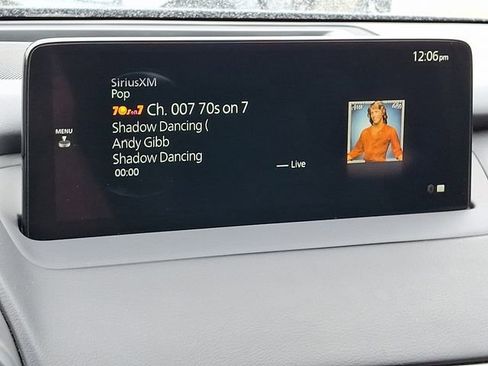 12:06pm
SiriusXM
Pop
70s on 7 Ch. 007 70s on 7
MENU
Shadow Dancing (
Andy Gibb
Shadow Dancing
00:00
Live